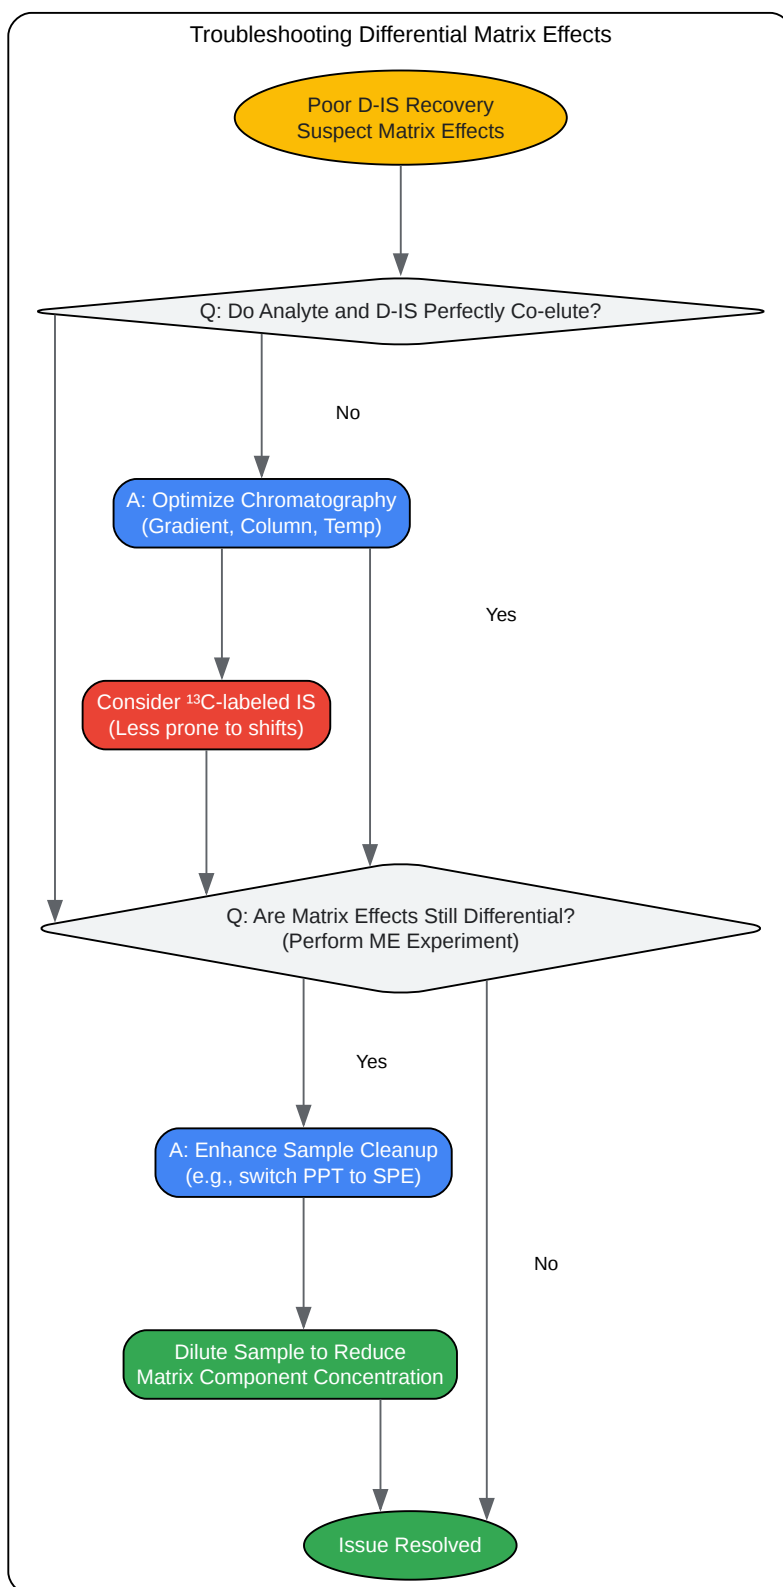 Troubleshooting Differential Matrix Effects
Poor D-IS Recovery
Suspect Matrix Effects
Q: Do Analyte and D-IS Perfectly Co-elute?
No
A: Optimize Chromatography
(Gradient, Column, Temp)
Yes
Consider ¹³C-labeled IS
(Less prone to shifts)
Q: Are Matrix Effects Still Differential?
(Perform ME Experiment)
Yes
A: Enhance Sample Cleanup
(e.g., switch PPT to SPE)
No
Dilute Sample to Reduce
Matrix Component Concentration
Issue Resolved